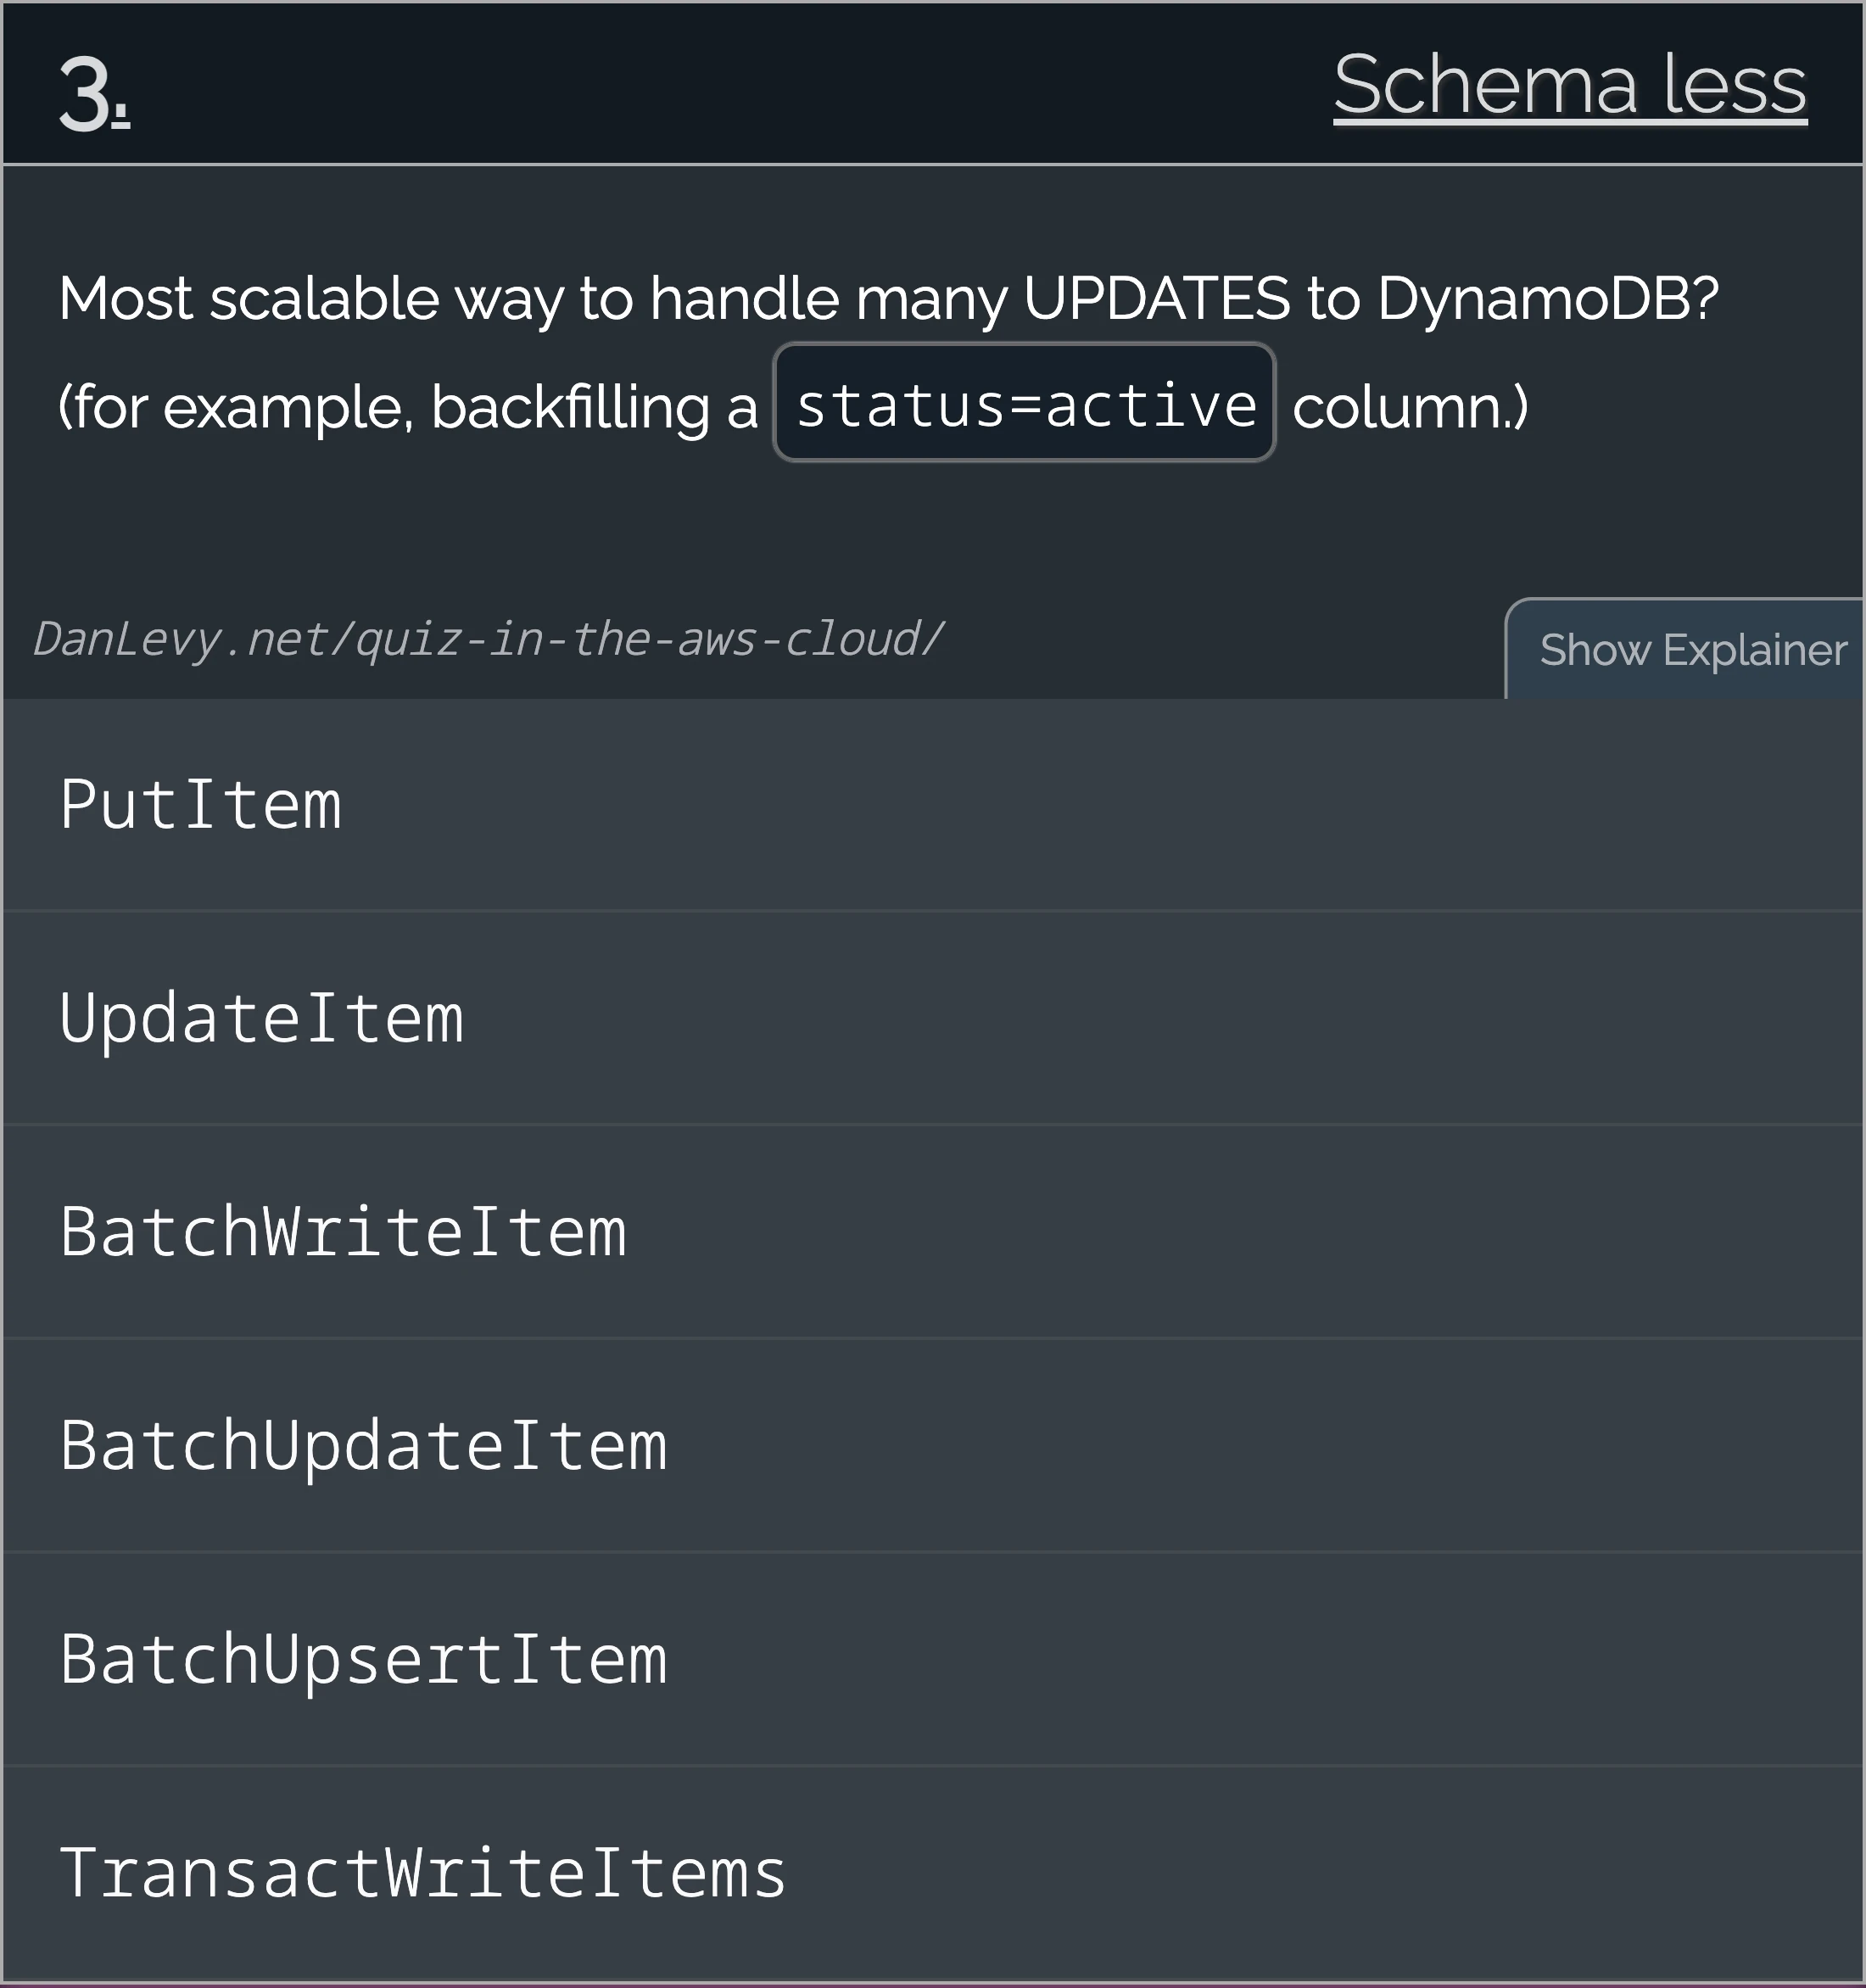 3.
Schema less
Most scalable way to handle many UPDATES to DynamoDB?
(for example, backfilling a status=active column.)
DanLevy.net/quiz-in-the-aws-cloud/
Show Explainer
PutItem
UpdateItem
BatchWriteItem
BatchUpdateItem
BatchUpsertItem
TransactWriteItems